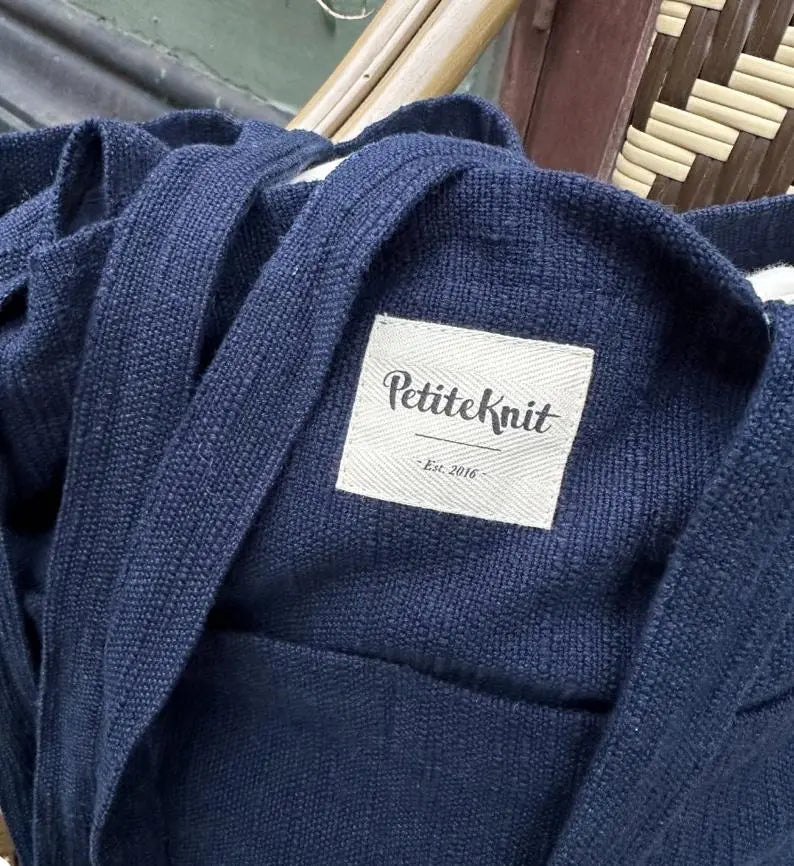 PetiteKnit
- Est. 2016 -